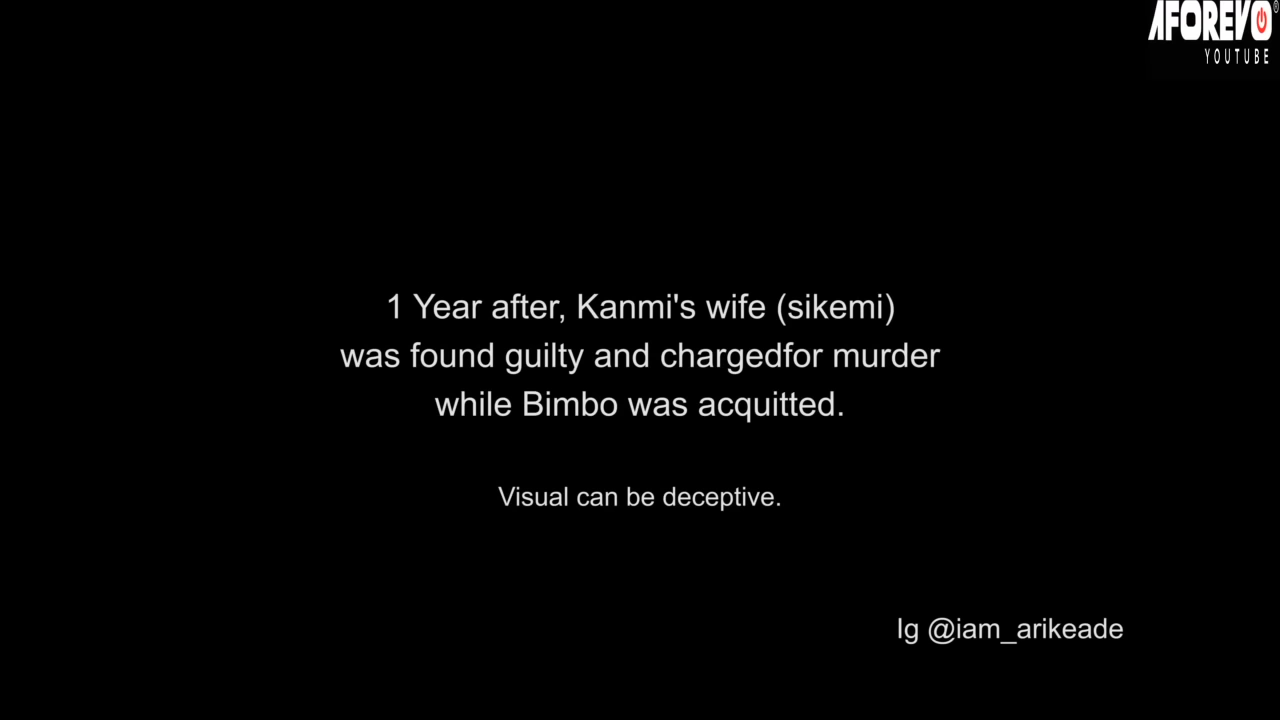 AFOREVO
YOUTUBE
1 Year after, Kanmi's wife (sikemi)
was found guilty and chargedfor murder
while Bimbo was acquitted.
Visual can be deceptive.
Ig @iam_arikeade